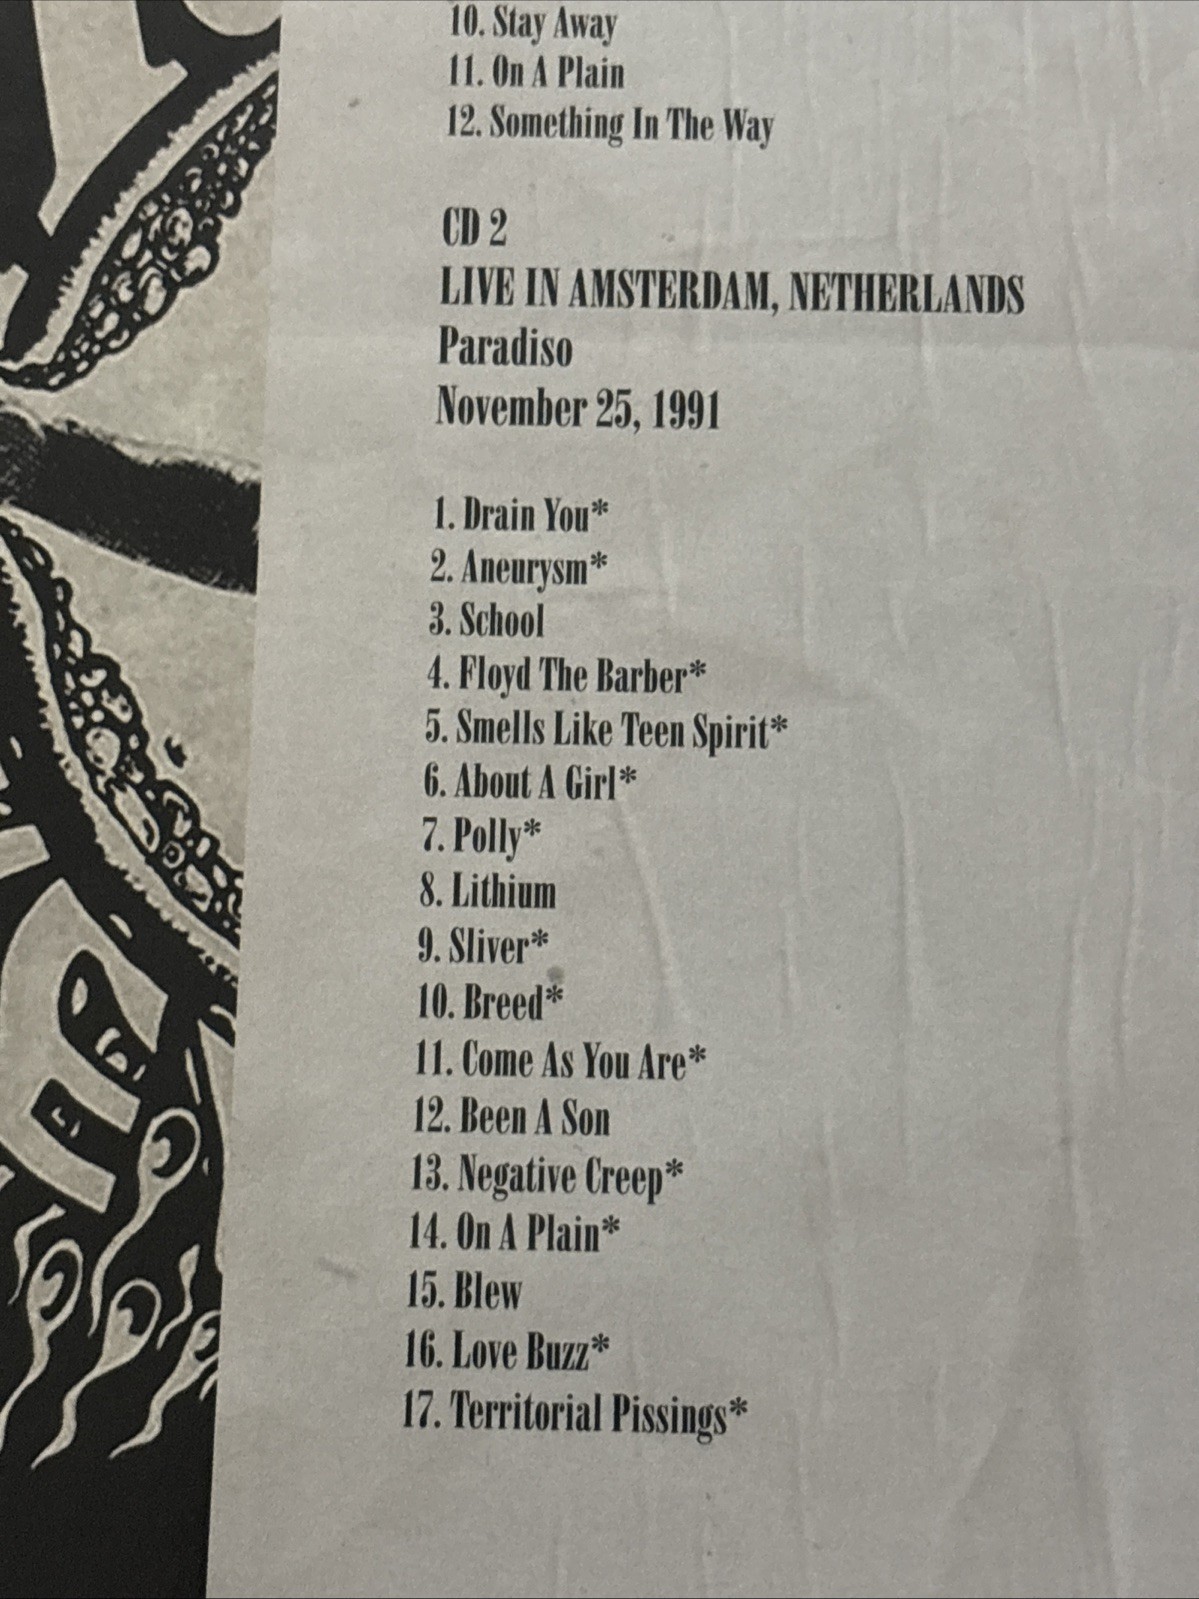 10. Stay Away
11. On A Plain
12. Something In The Way
CD 2
LIVE IN AMSTERDAM, NETHERLANDS
Paradiso
November 25, 1991
1. Drain You*
2. Aneurysm*
3. School
4. Floyd The Barber*
5. Smells Like Teen Spirit*
6. About A Girl*
7. Polly*
8. Lithium
9. Sliver*
10. Breed*
11. Come As You Are*
12. Been A Son
13. Negative Creep*
14. On A Plain*
15. Blew
16. Love Buzz*
17. Territorial Pissings*